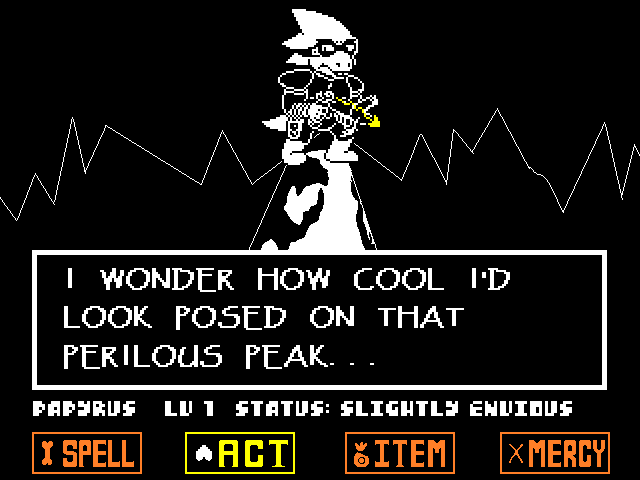 I WONDER HOW COOL I'D
LOOK POSED ON THAT
PERILOUS PEAK...
PAPYRUS LV 1 STATUS: SLIGHTLY ENVIOUS
SPELL ACT ITEM MERCY